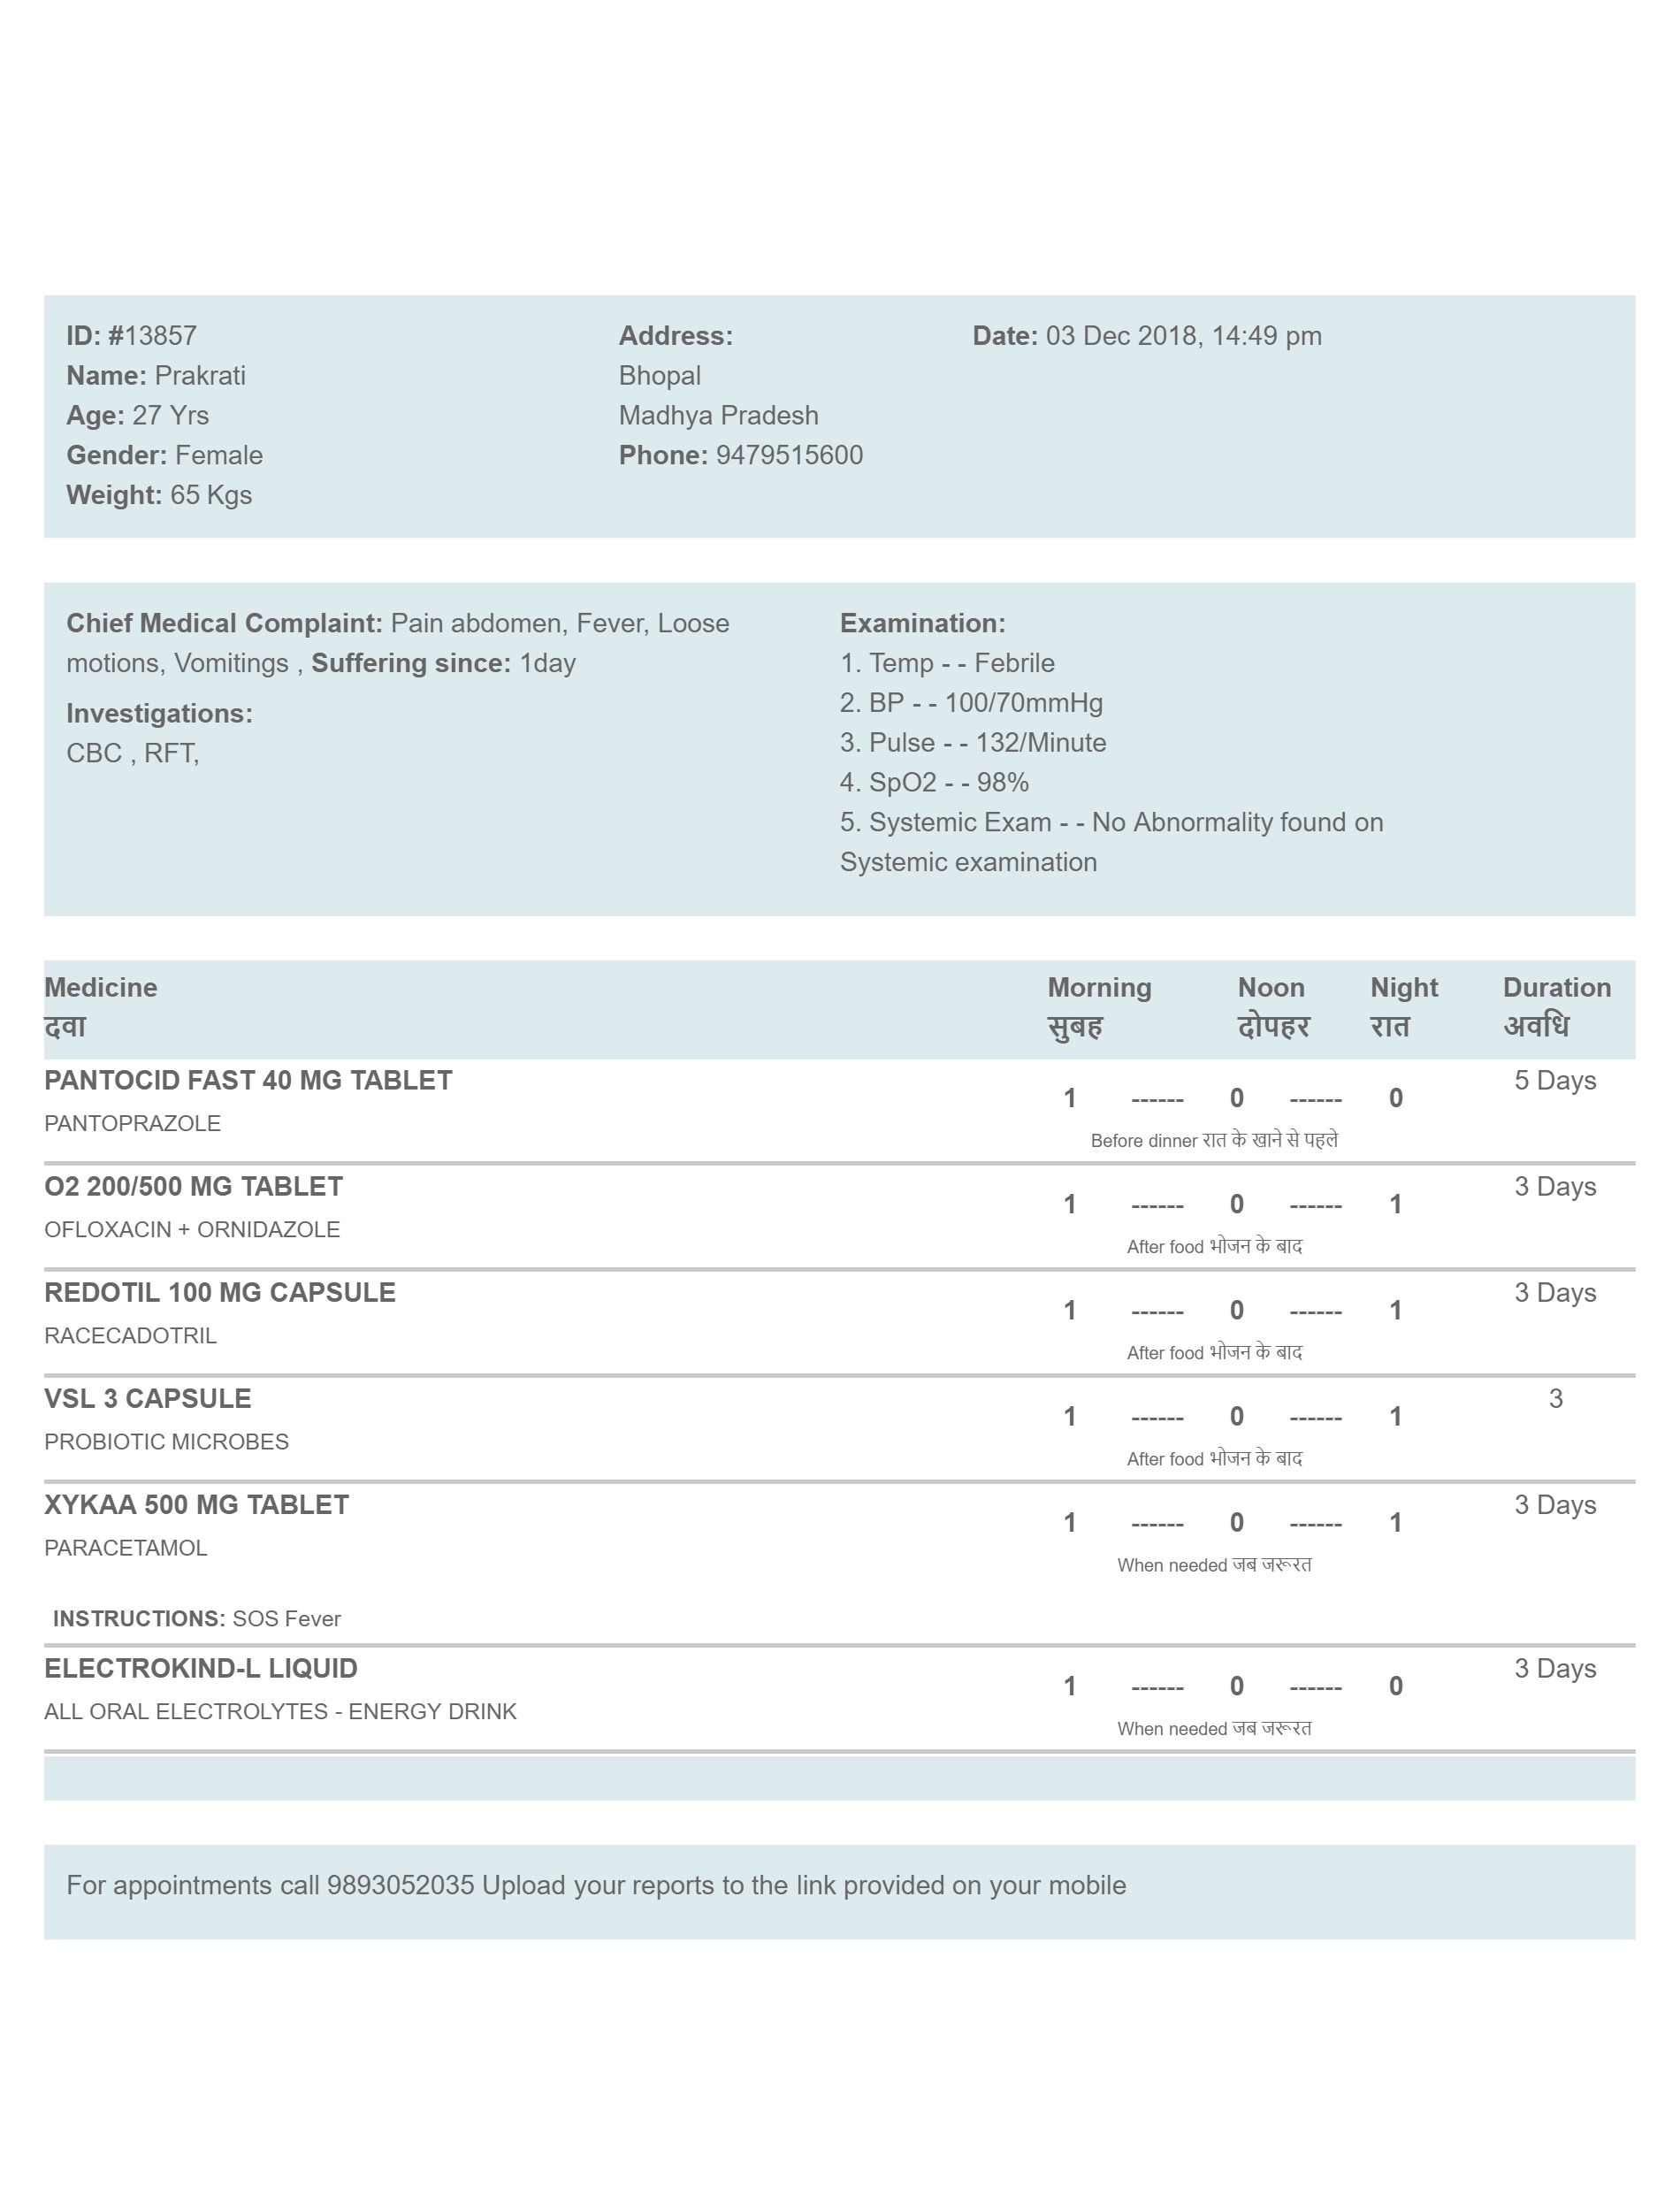 ID: #13857
Name: Prakrati
Age: 27 Yrs
Gender: Female
Weight: 65 Kgs
Address:
Bhopal
Madhya Pradesh
Phone: 9479515600
Date: 03 Dec 2018, 14:49 pm
Chief Medical Complaint: Pain abdomen, Fever, Loose
motions, Vomitings , Suffering since: 1day
Investigations:
CBC , RFT,
Examination:
1. Temp - - Febrile
2. BP - - 100/70mmHg
3. Pulse - - 132/Minute
4. SpO2 - - 98%
5. Systemic Exam - - No Abnormality found on
Systemic examination
Medicine Morning Noon Night Duration
दवा सुबह दोपहर रात अवधि
PANTOCID FAST 40 MG TABLET 1 ------ 0 ------ 0 5 Days
PANTOPRAZOLE Before dinner रात के खाने से पहले
O2 200/500 MG TABLET 1 ------ 0 ------ 1 3 Days
OFLOXACIN + ORNIDAZOLE After food भोजन के बाद
REDOTIL 100 MG CAPSULE 1 ------ 0 ------ 1 3 Days
RACECADOTRIL After food भोजन के बाद
VSL 3 CAPSULE 1 ------ 0 ------ 1 3
PROBIOTIC MICROBES After food भोजन के बाद
XYKAA 500 MG TABLET 1 ------ 0 ------ 1 3 Days
PARACETAMOL When needed जब जरूरत
INSTRUCTIONS: SOS Fever
ELECTROKIND-L LIQUID 1 ------ 0 ------ 0 3 Days
ALL ORAL ELECTROLYTES - ENERGY DRINK When needed जब जरूरत
For appointments call 9893052035 Upload your reports to the link provided on your mobile